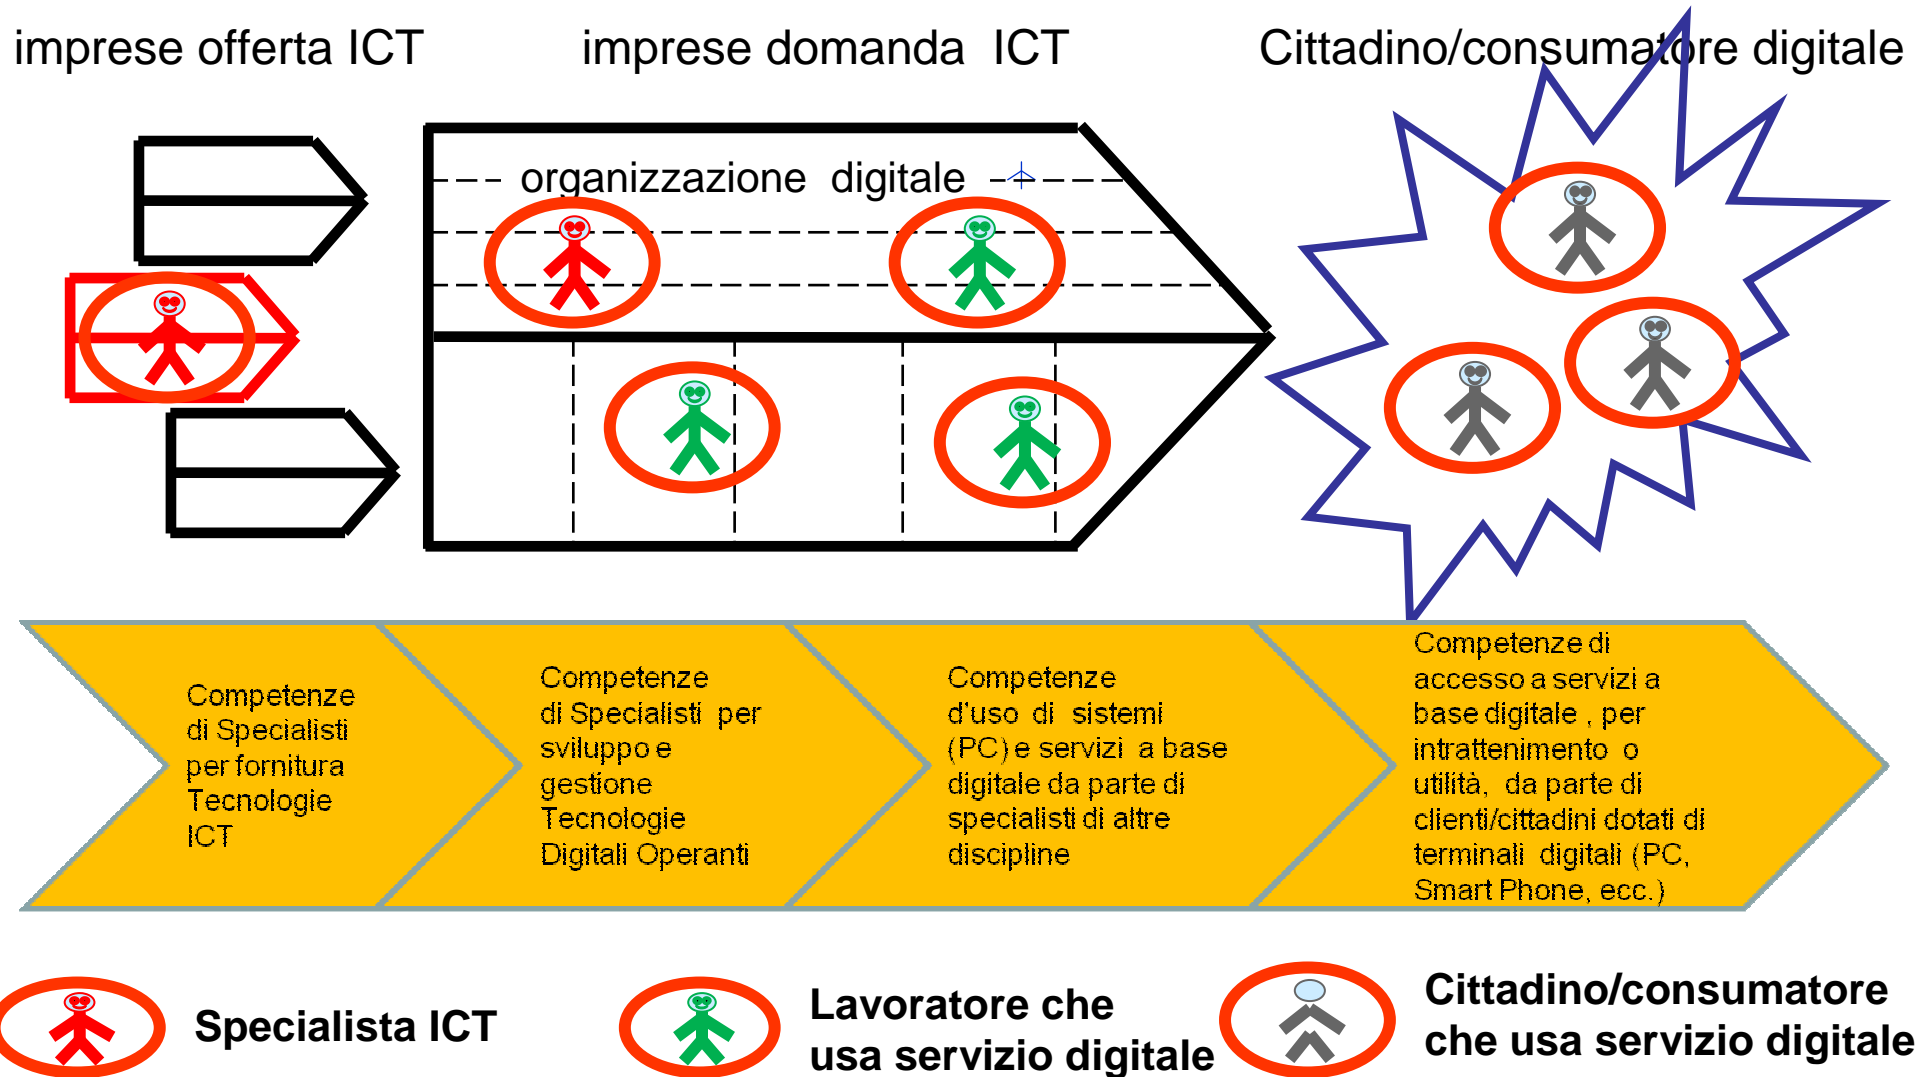 imprese offerta ICT
imprese domanda ICT
Cittadino/consumatore digitale
organizzazione digitale
Competenze
di Specialisti
per fornitura
Tecnologie
ICT
Competenze
di Specialisti per
sviluppo e
gestione
Tecnologie
Digitali Operanti
Competenze
d'uso di sistemi
(PC) e servizi a base
digitale da parte di
specialisti di altre
discipline
Competenze di
accesso a servizi a
base digitale , per
intrattenimento o
utilità, da parte di
clienti/cittadini dotati di
terminali digitali (PC,
Smart Phone, ecc.)
Specialista ICT
Lavoratore che
usa servizio digitale
Cittadino/consumatore
che usa servizio digitale